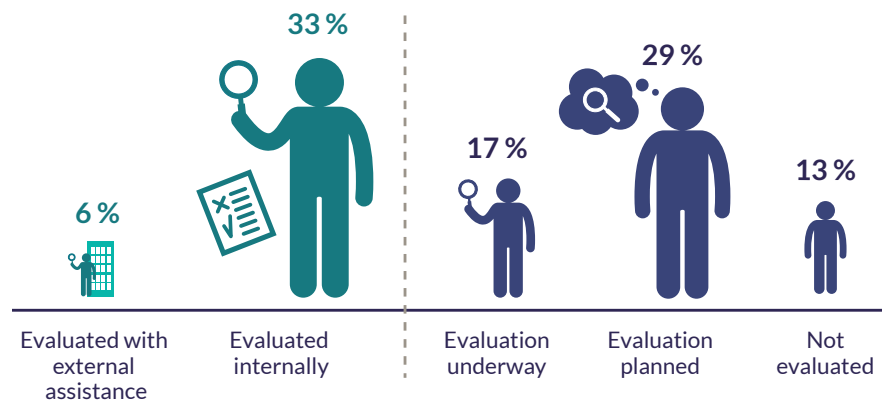 33 %
29 %
17 %
13 %
6 %
Evaluated with
external
assistance
Evaluated
internally
Evaluation
underway
Evaluation
planned
Not
evaluated